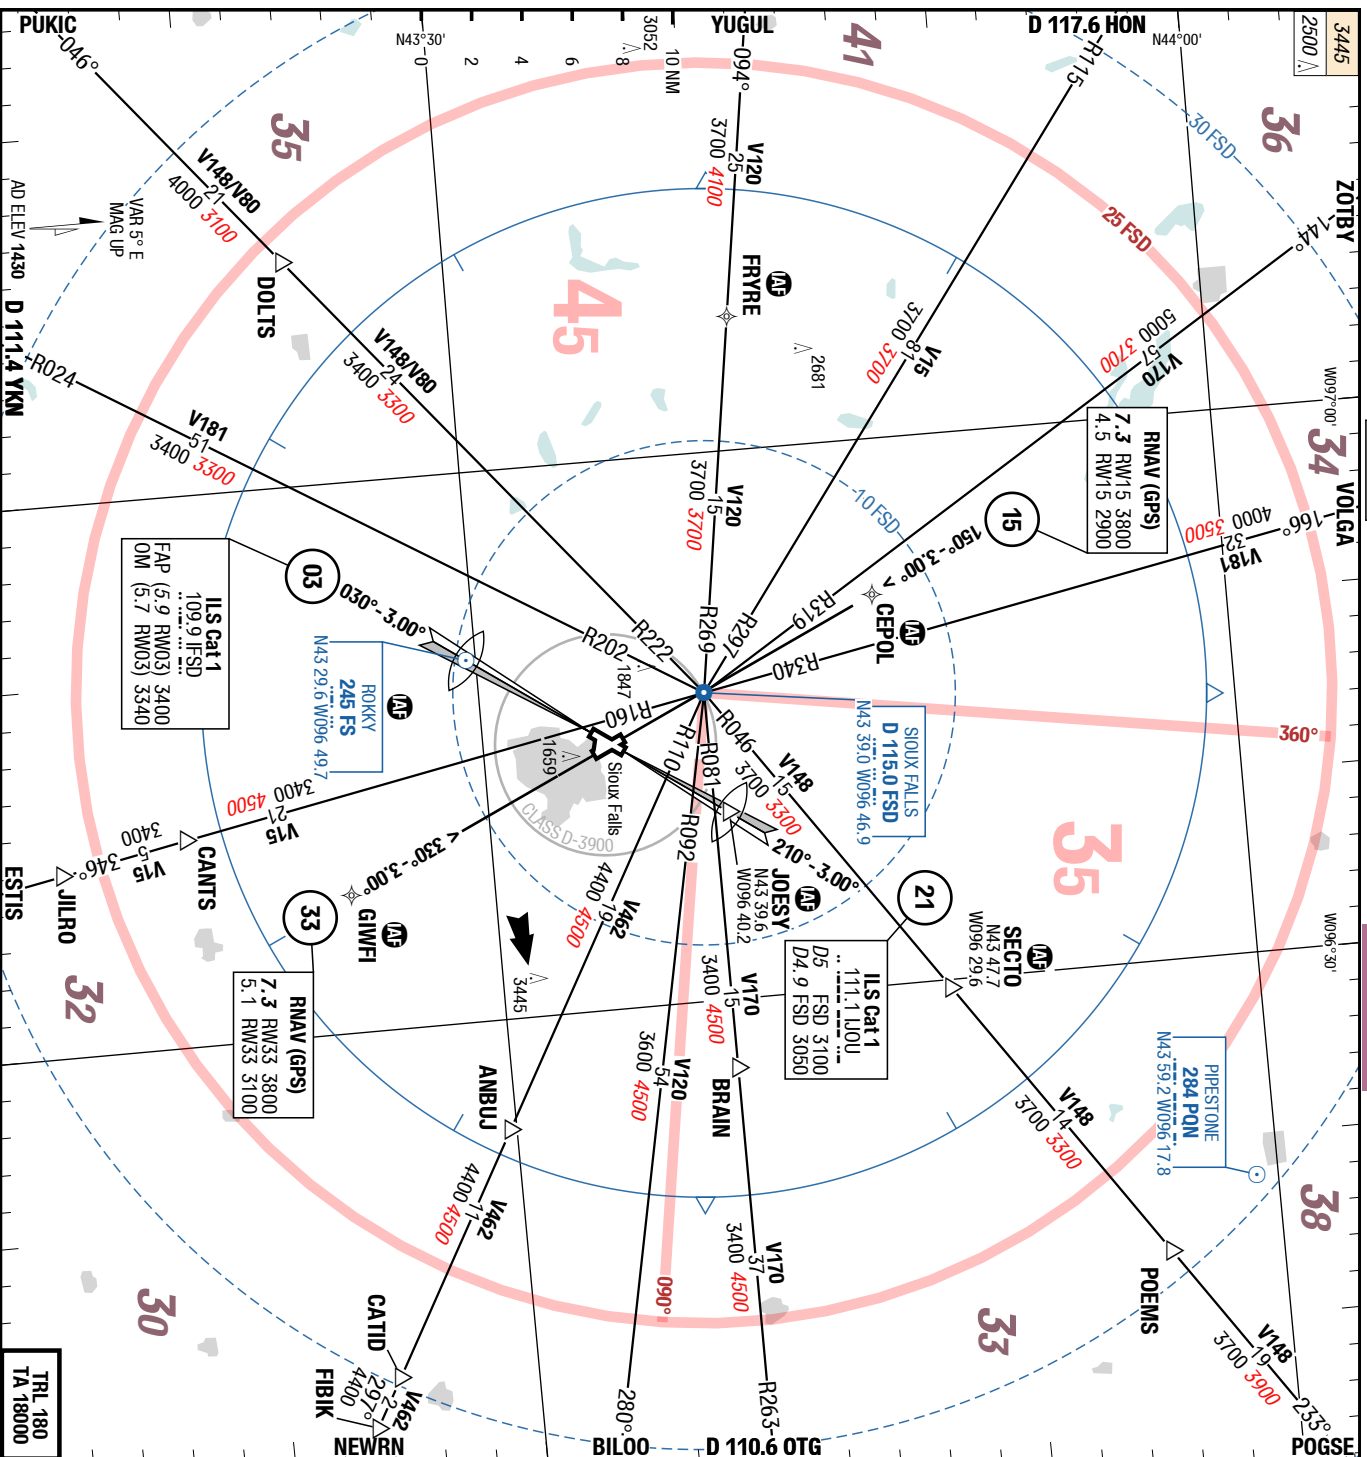 PUKIC
046°
N43°30'
0
2
4
6
8
10 NM
3052
YUGUL
094°
41
D 117.6 HON
R115
N44°00'
3445
2500
36
30 FSD
ZOTBY
144°
35
V148/V80
21
4000 3100
V120
25
3700 4100
25 FSD
VAR 5° E
MAG UP
AD ELEV 1430
D 111.4 YKN
R024
DOLTS
45
IAF
FRYRE
2681
V15
81
3700 3700
V170
57
5000 3700
W097°00'
V148/V80
24
3400 3300
V181
51
3400 3300
V120
15
3700 3700
10 FSD
RNAV (GPS)
7.3 RW15 3800
4.5 RW15 2900
15
150°-3.00° >
34
VOLGA
166°
V181
32
4000 3500
ILS Cat 1
109.9 IFSD
FAP (5.9 RW03) 3400
OM (5.7 RW03) 3340
03
030°-3.00°
R202
R222
R269
R297
R319
R340
IAF
CEPOL
IAF
ROKKY
245 FS
N43 29.6 W096 49.7
1847
R160
R110
R081
R092
R046
SIOUX FALLS
D 115.0 FSD
N43 39.0 W096 46.9
360°
1659
Sioux Falls
CLASS D-3900
V148
15
3700 3300
V15
21
3400 4500
V15
5
3400
346°
CANTS
JILRO
ESTIS
< 330°-3.00°
33
IAF
GIWFI
210°-3.00°
IAF
JOESY
N43 39.6
W096 40.2
21
35
ILS Cat 1
111.1 IJOU
D5 FSD 3100
D4.9 FSD 3050
IAF
SECTO
N43 47.7
W096 29.6
W096°30'
V462
19
4400 4500
3445
32
RNAV (GPS)
7.3 RW33 3800
5.1 RW33 3100
V170
15
3400 4500
BRAIN
V120
54
3600 4500
ANBUJ
PIPESTONE
284 PQN
N43 59.2 W096 17.8
V148
14
3700 3300
38
V462
11
4400 4500
V170
37
3400 4500
090°
POEMS
33
30
V148
19
3700 3900
233°
POGSE
CATID
FIBIK
V462
2
297°
4400
NEWRN
280°
BILOO
R263
D 110.6 OTG
TRL 180
TA 18000